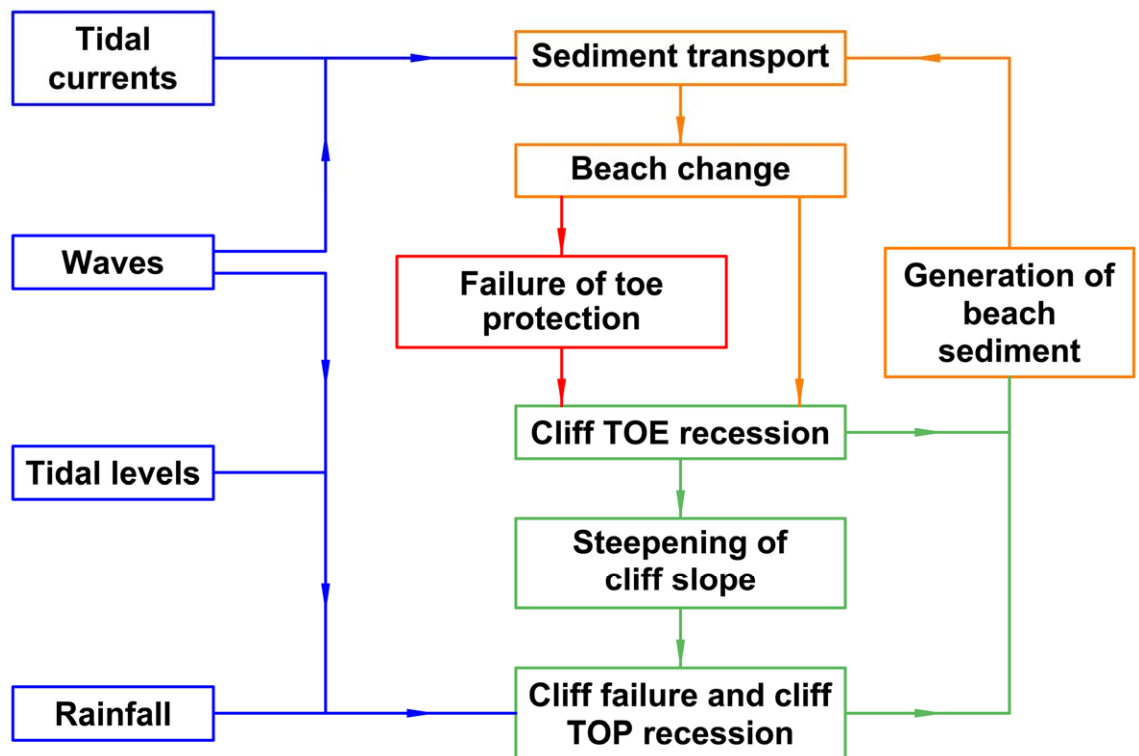 Tidal
currents
Sediment transport
Beach change
Waves
Failure of toe
protection
Generation of
beach
sediment
Cliff TOE recession
Tidal levels
Steepening of
cliff slope
Rainfall
Cliff failure and cliff
TOP recession